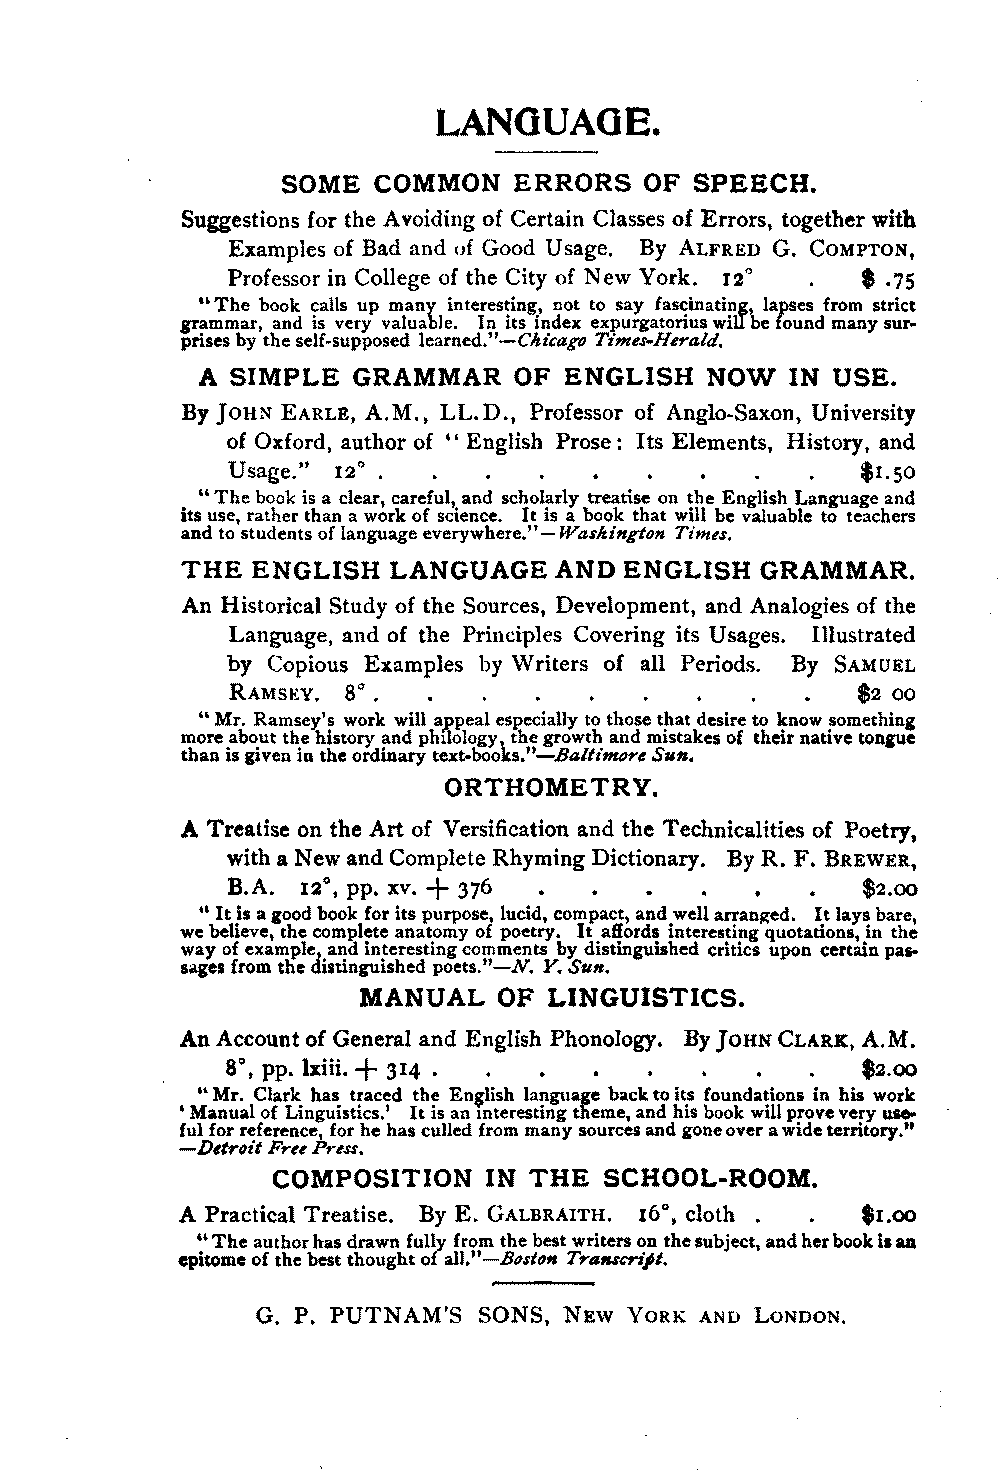 LANGUAGE.
SOME COMMON ERRORS OF SPEECH.
Suggestions for the Avoiding of Certain Classes of Errors, together with
Examples of Bad and of Good Usage. By ALFRED G. COMPTON,
Professor in College of the City of New York. 12° . $ .75
"The book calls up many interesting, not to say fascinating, lapses from strict
grammar, and is very valuable. In its index expurgatorius will be found many sur-
prises by the self-supposed learned."—Chicago Times-Herald.
A SIMPLE GRAMMAR OF ENGLISH NOW IN USE.
By JOHN EARLE, A.M., LL.D., Professor of Anglo-Saxon, University
of Oxford, author of "English Prose: Its Elements, History, and
Usage." 12° . . . . . . . . . $1.50
"The book is a clear, careful, and scholarly treatise on the English Language and
its use, rather than a work of science. It is a book that will be valuable to teachers
and to students of language everywhere."—Washington Times.
THE ENGLISH LANGUAGE AND ENGLISH GRAMMAR.
An Historical Study of the Sources, Development, and Analogies of the
Language, and of the Principles Covering its Usages. Illustrated
by Copious Examples by Writers of all Periods. By SAMUEL
RAMSEY. 8° . . . . . . . . . $2 00
"Mr. Ramsey's work will appeal especially to those that desire to know something
more about the history and philology, the growth and mistakes of their native tongue
than is given in the ordinary text-books."—Baltimore Sun.
ORTHOMETRY.
A Treatise on the Art of Versification and the Technicalities of Poetry,
with a New and Complete Rhyming Dictionary. By R. F. BREWER,
B.A. 12°, pp. xv. + 376 . . . . . . $2.00
"It is a good book for its purpose, lucid, compact, and well arranged. It lays bare,
we believe, the complete anatomy of poetry. It affords interesting quotations, in the
way of example, and interesting comments by distinguished critics upon certain pas-
sages from the distinguished poets."—N. Y. Sun.
MANUAL OF LINGUISTICS.
An Account of General and English Phonology. By JOHN CLARK, A.M.
8°, pp. lxiii. + 314 . . . . . . . . $2.00
"Mr. Clark has traced the English language back to its foundations in his work
'Manual of Linguistics.' It is an interesting theme, and his book will prove very use-
ful for reference, for he has culled from many sources and gone over a wide territory."
—Detroit Free Press.
COMPOSITION IN THE SCHOOL-ROOM.
A Practical Treatise. By E. GALBRAITH. 16°, cloth . . $1.00
"The author has drawn fully from the best writers on the subject, and her book is an
epitome of the best thought of all."—Boston Transcript.
G. P. PUTNAM'S SONS, NEW YORK AND LONDON.